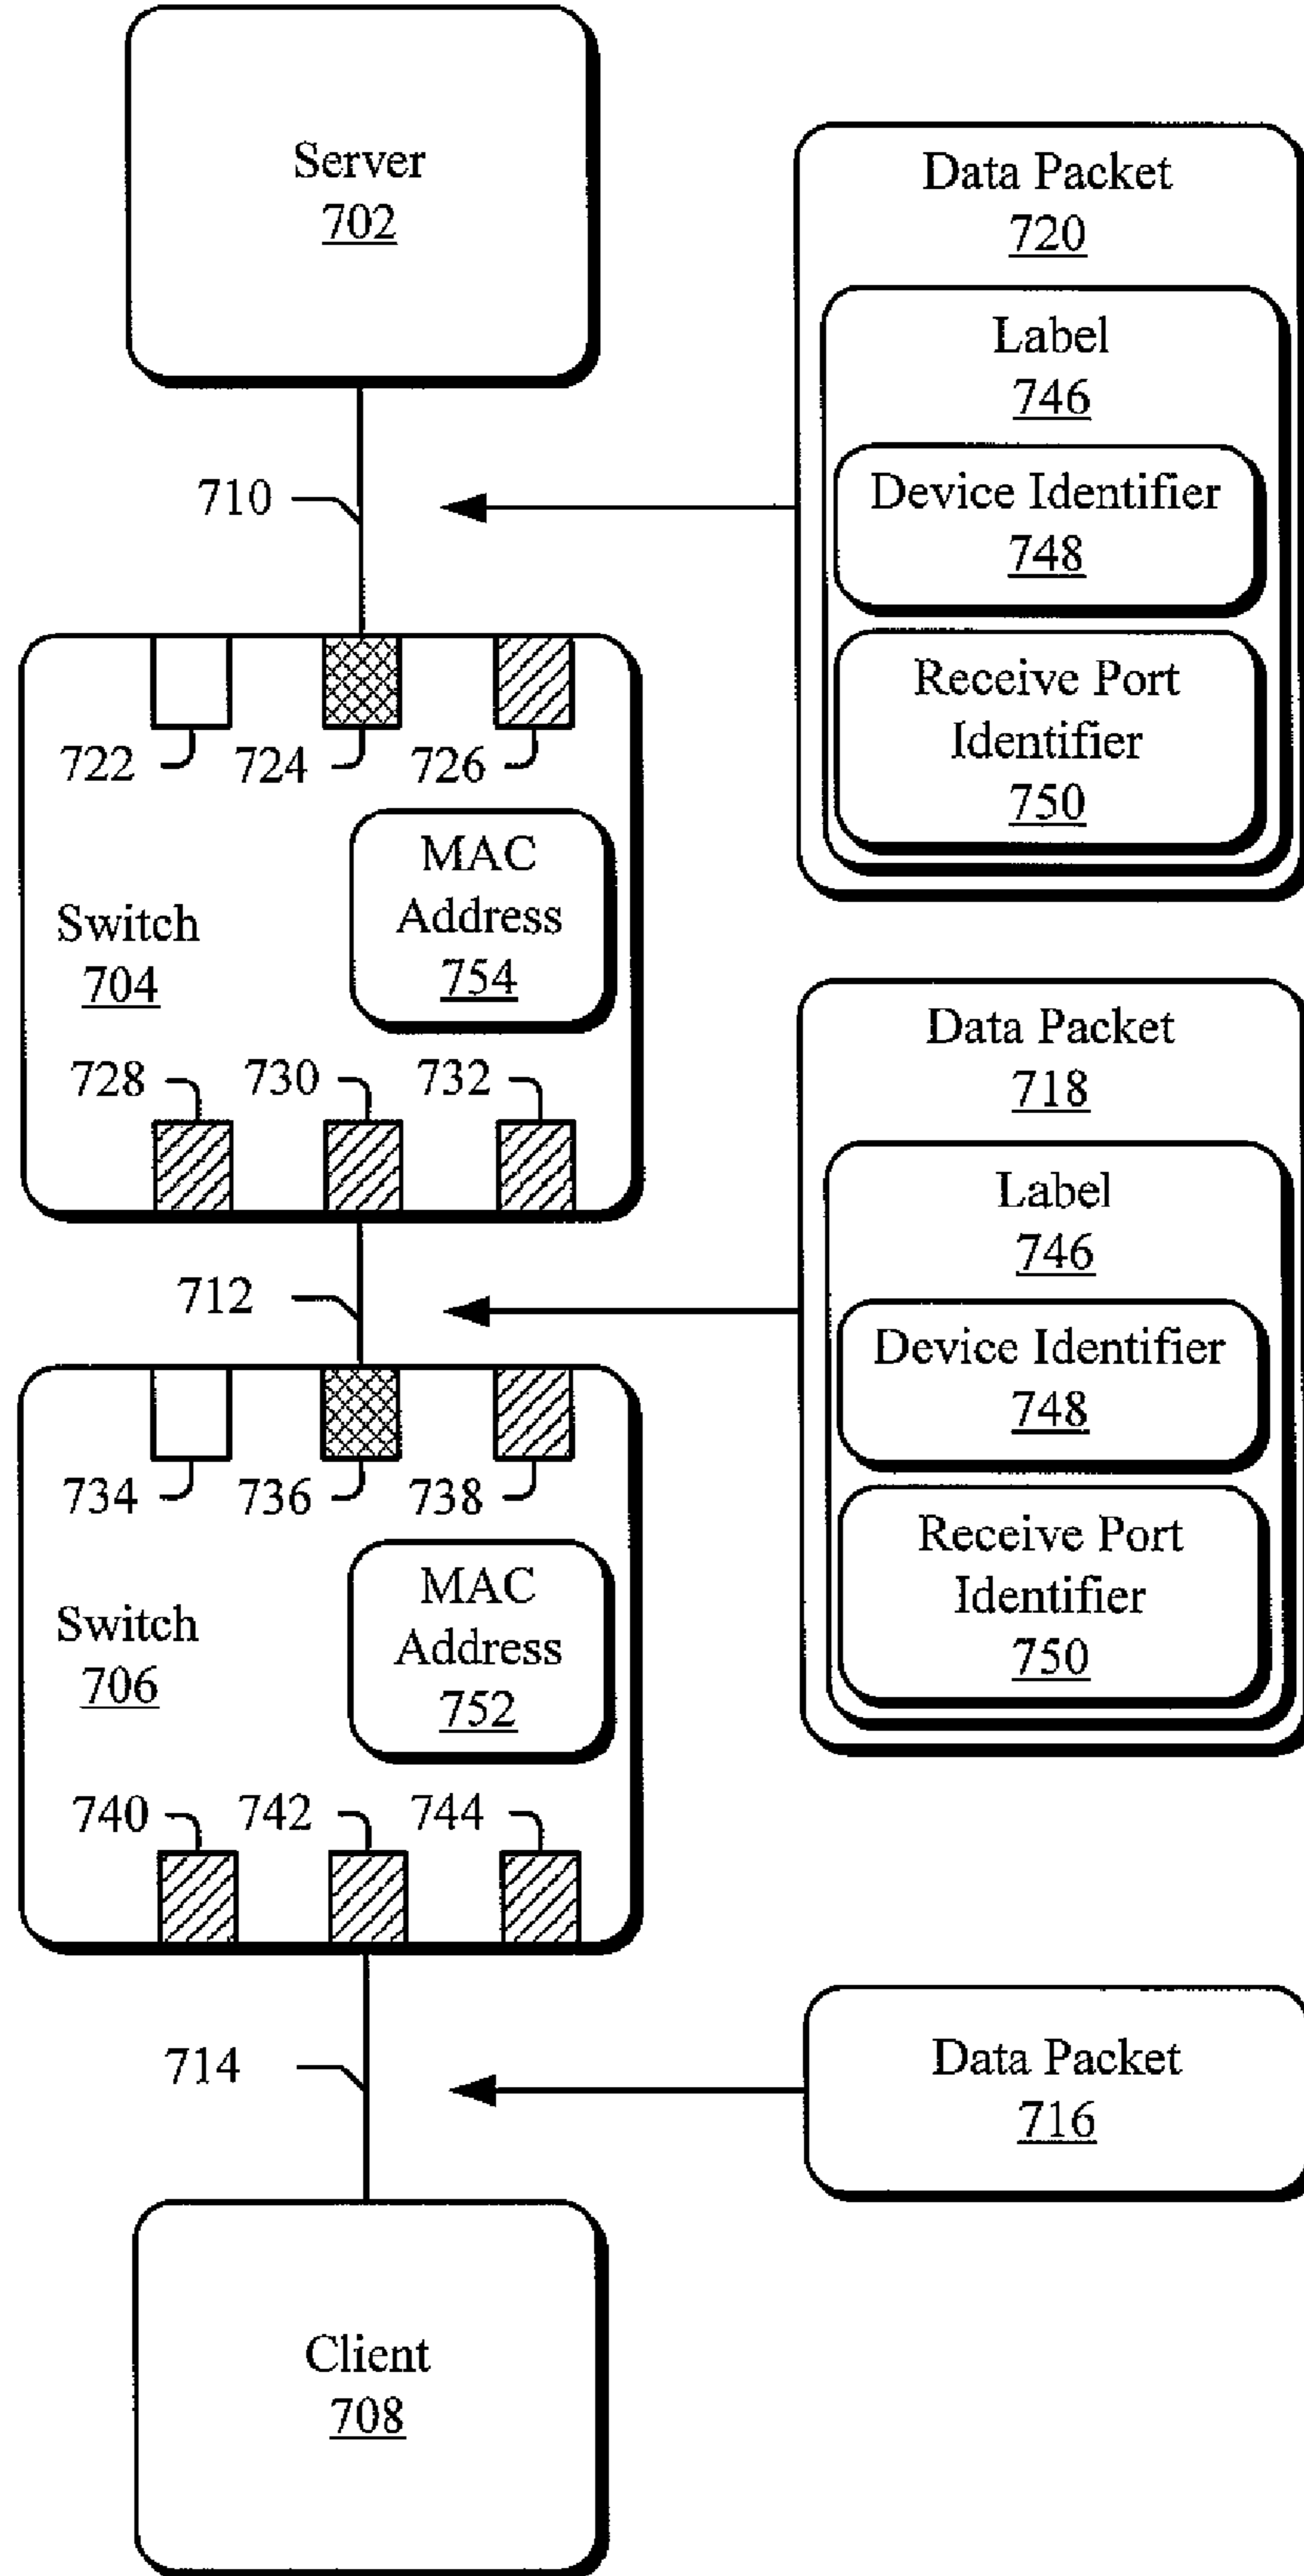 Server
702
Data Packet
720
Label
746
Device Identifier
748
Receive Port
Identifier
750
710
722
724
726
MAC
Address
754
Switch
704
728
730
732
Data Packet
718
Label
746
Device Identifier
748
Receive Port
Identifier
750
712
734
736
738
MAC
Address
752
Switch
706
740
742
744
714
Data Packet
716
Client
708